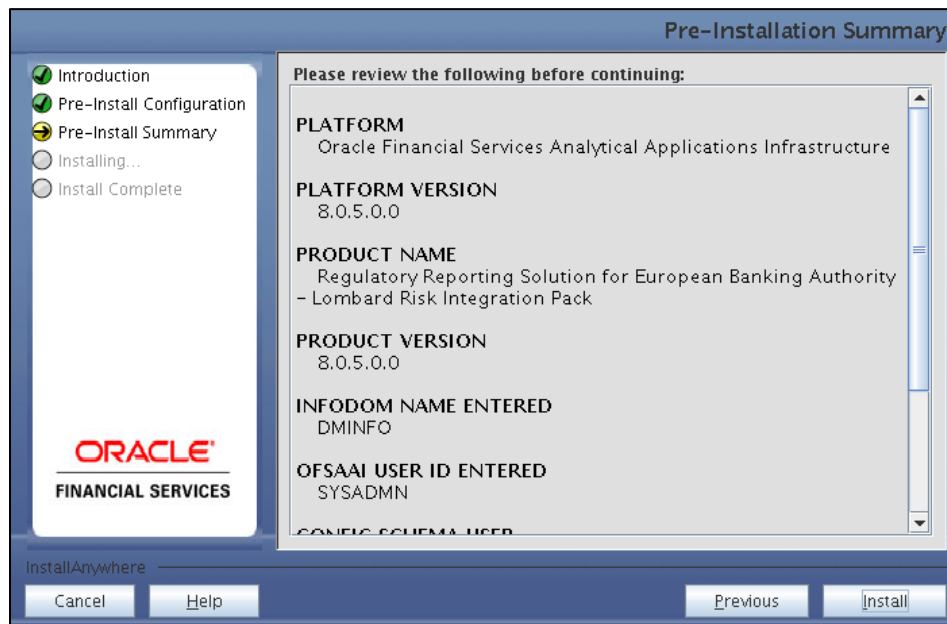 Pre-Installation Summary
Introduction
Pre-Install Configuration
Pre-Install Summary
Installing...
Install Complete
ORACLE®
FINANCIAL SERVICES
Please review the following before continuing:
PLATFORM
Oracle Financial Services Analytical Applications Infrastructure
PLATFORM VERSION
8.0.5.0.0
PRODUCT NAME
Regulatory Reporting Solution for European Banking Authority
– Lombard Risk Integration Pack
PRODUCT VERSION
8.0.5.0.0
INFODOM NAME ENTERED
DMINFO
OFSAAI USER ID ENTERED
SYSADMN
CONFIG SCHEMA USER
InstallAnywhere
Cancel
Help
Previous
Install